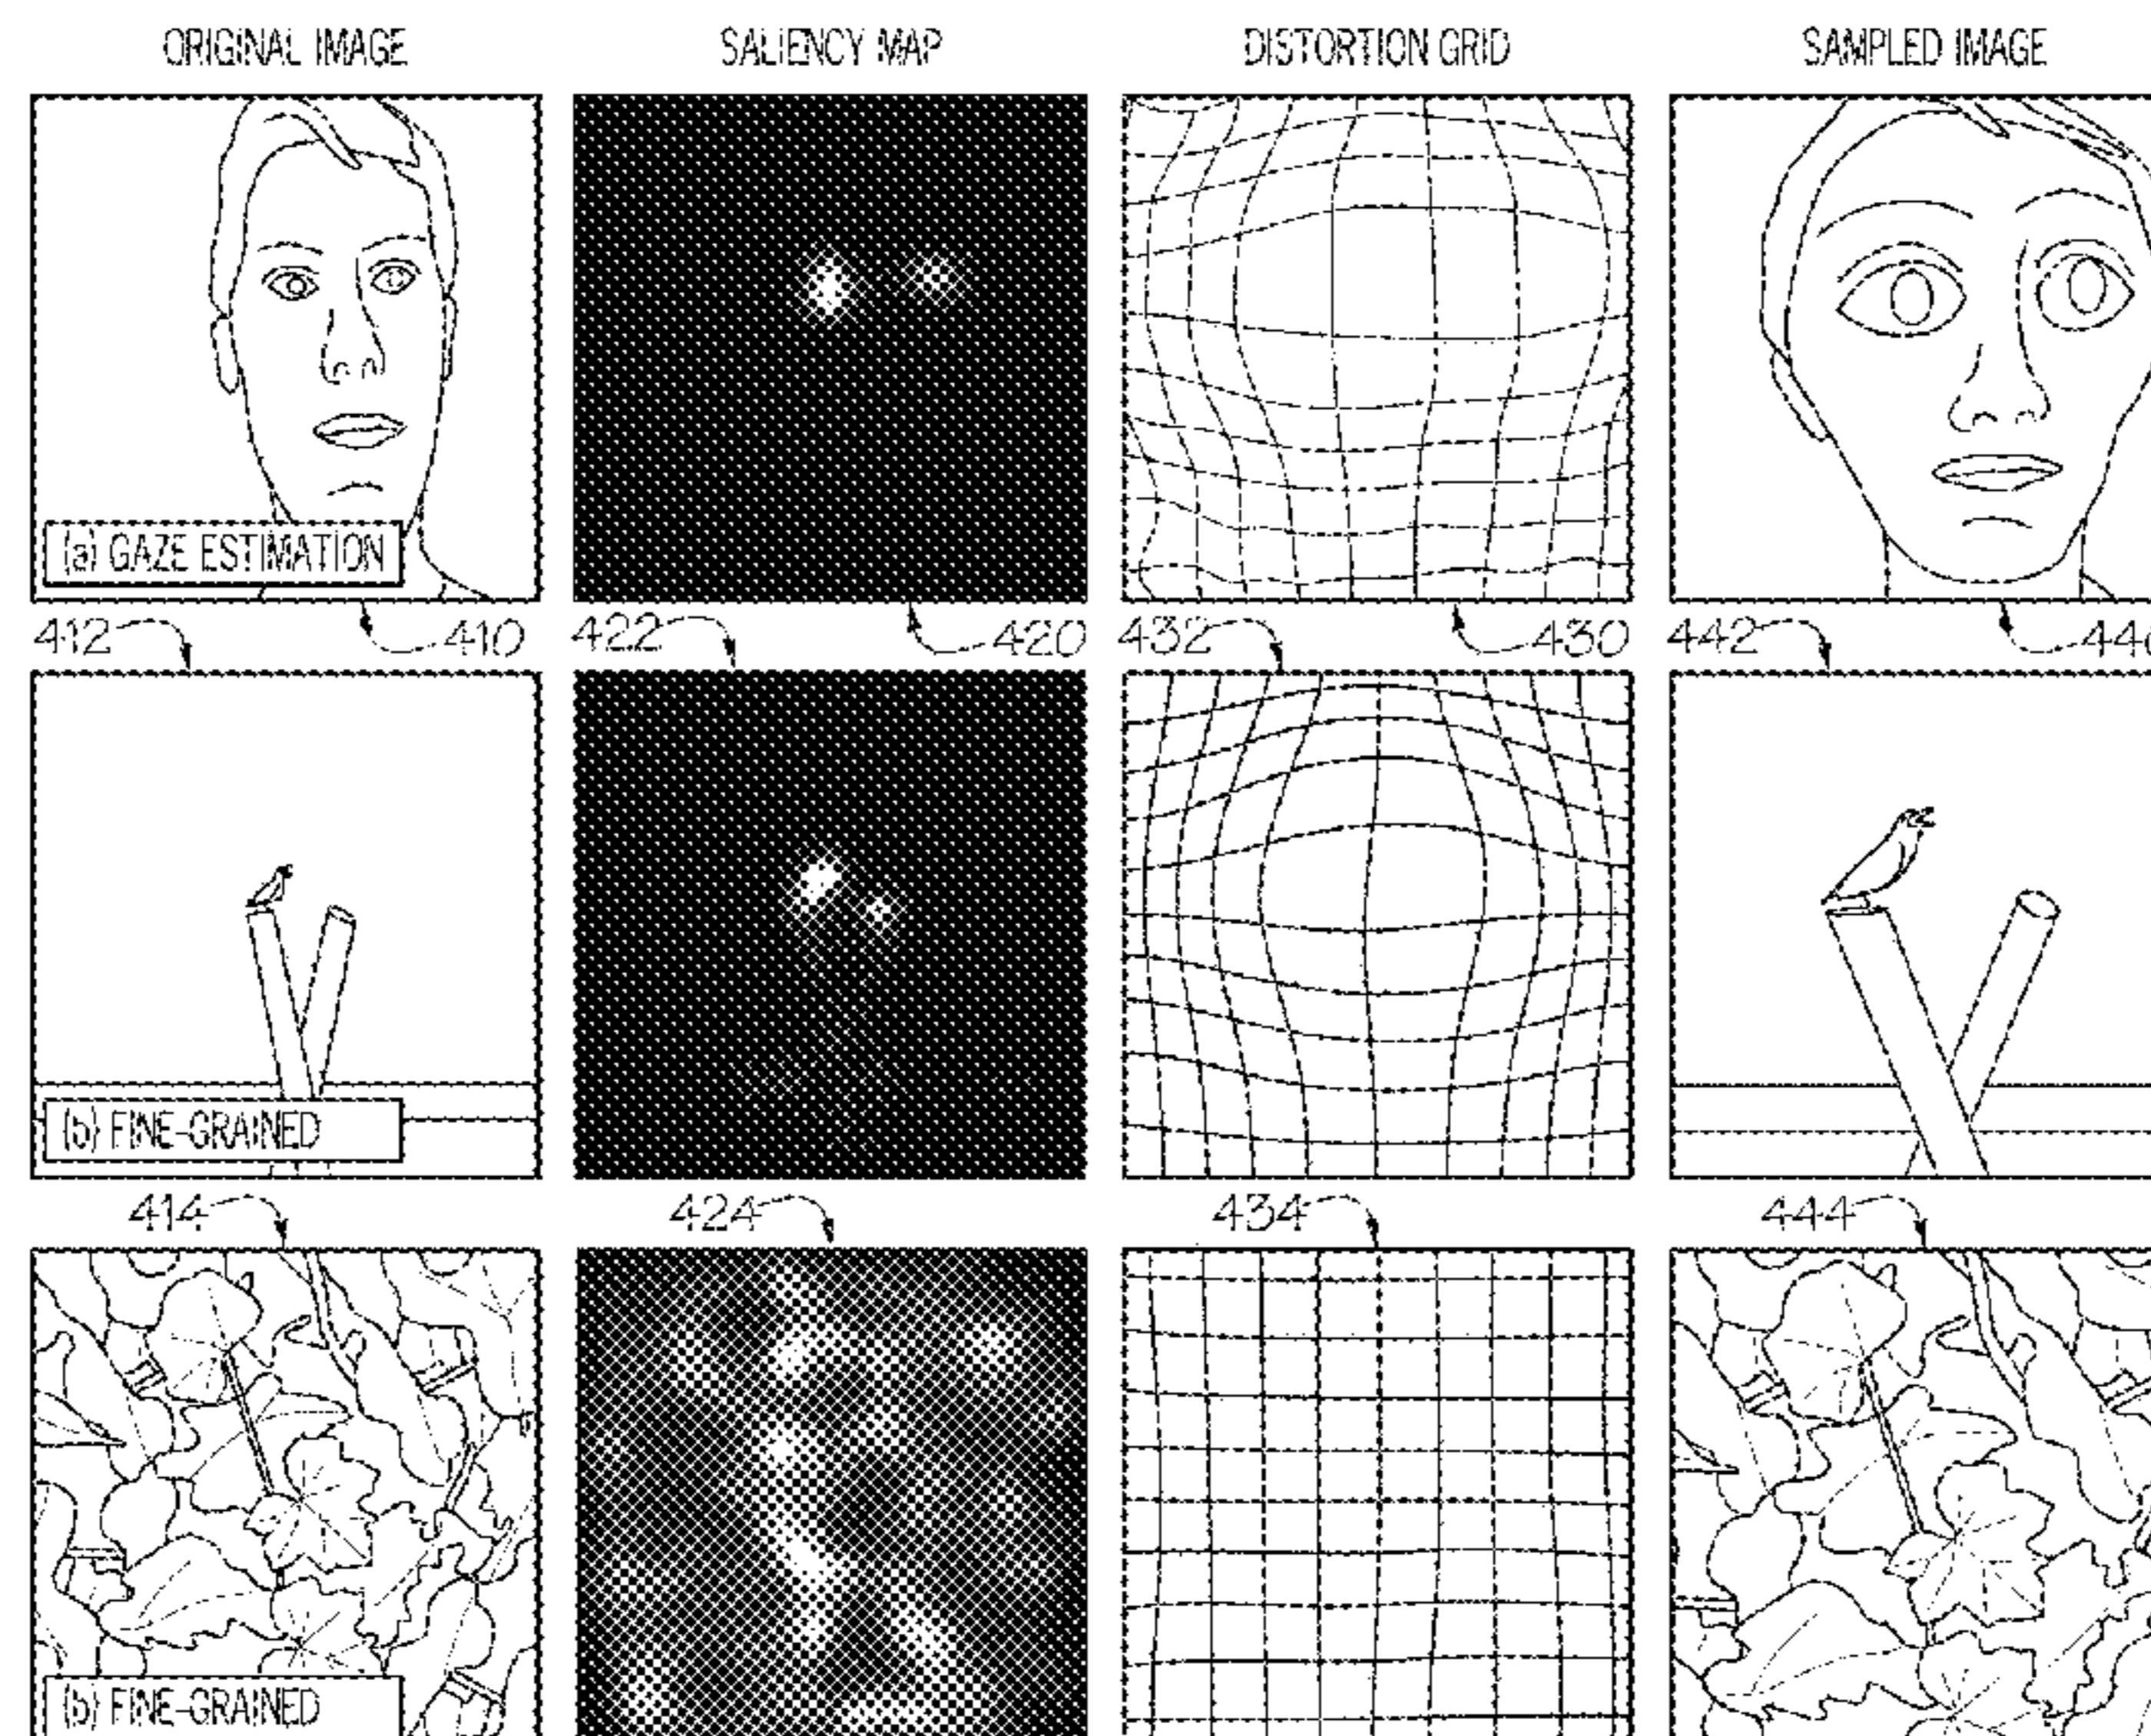 ORIGINAL IMAGE SALIENCY MAP DISTORTION GRID SAMPLED IMAGE
(a) GAZE ESTIMATION
412 410 422 420 432 430 442
(b) FINE-GRAINED
414 424 434 444
(b) FINE-GRAINED